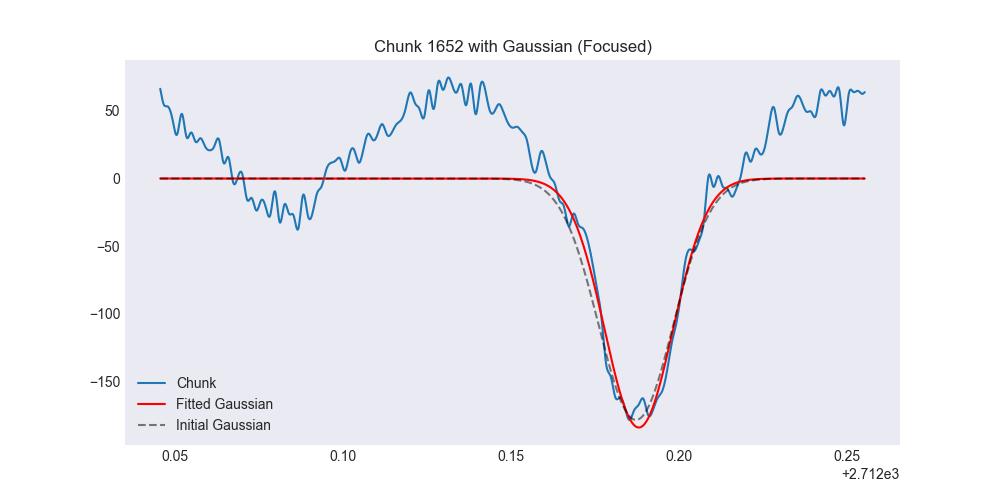 Chunk 1652 with Gaussian (Focused)
50
0
−50
−100
−150
Chunk
Fitted Gaussian
Initial Gaussian
0.05 0.10 0.15 0.20 0.25
+2.712e3